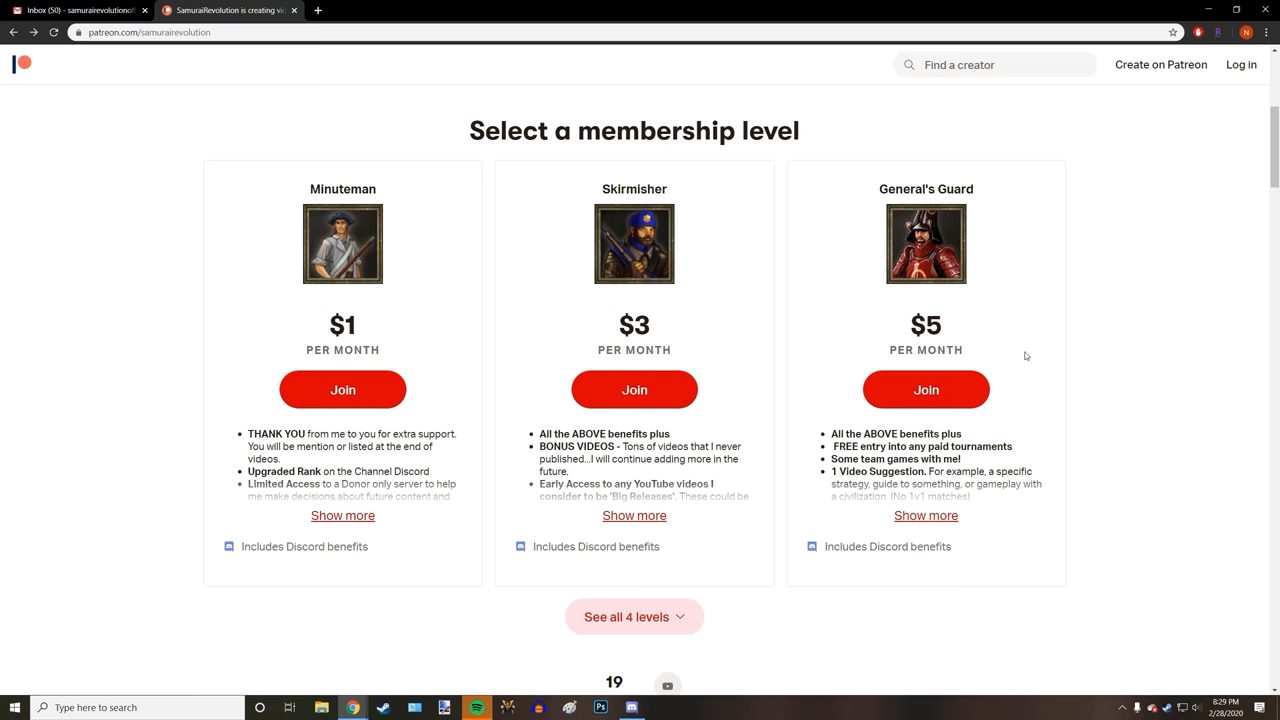 Inbox (50) - samurairevolutionof
SamuraiRevolution is creating vi
patreon.com/samurairevolution
Find a creator
Create on Patreon
Log in
Select a membership level
Minuteman
$1
PER MONTH
Join
THANK YOU from me to you for extra support.
You will be mention or listed at the end of
videos.
Upgraded Rank on the Channel Discord
Limited Access to a Donor only server to help
me make decisions about future content and
Show more
Includes Discord benefits
Skirmisher
$3
PER MONTH
Join
All the ABOVE benefits plus
BONUS VIDEOS - Tons of videos that I never
published...I will continue adding more in the
future.
Early Access to any YouTube videos I
consider to be 'Big Releases'. These could be
Show more
Includes Discord benefits
General's Guard
$5
PER MONTH
Join
All the ABOVE benefits plus
FREE entry into any paid tournaments
Some team games with me!
1 Video Suggestion. For example, a specific
strategy, guide to something, or gameplay with
a civilization. (No 1v1 matches)
Show more
Includes Discord benefits
See all 4 levels
19
Type here to search
Ps
8:29 PM
2/28/2020